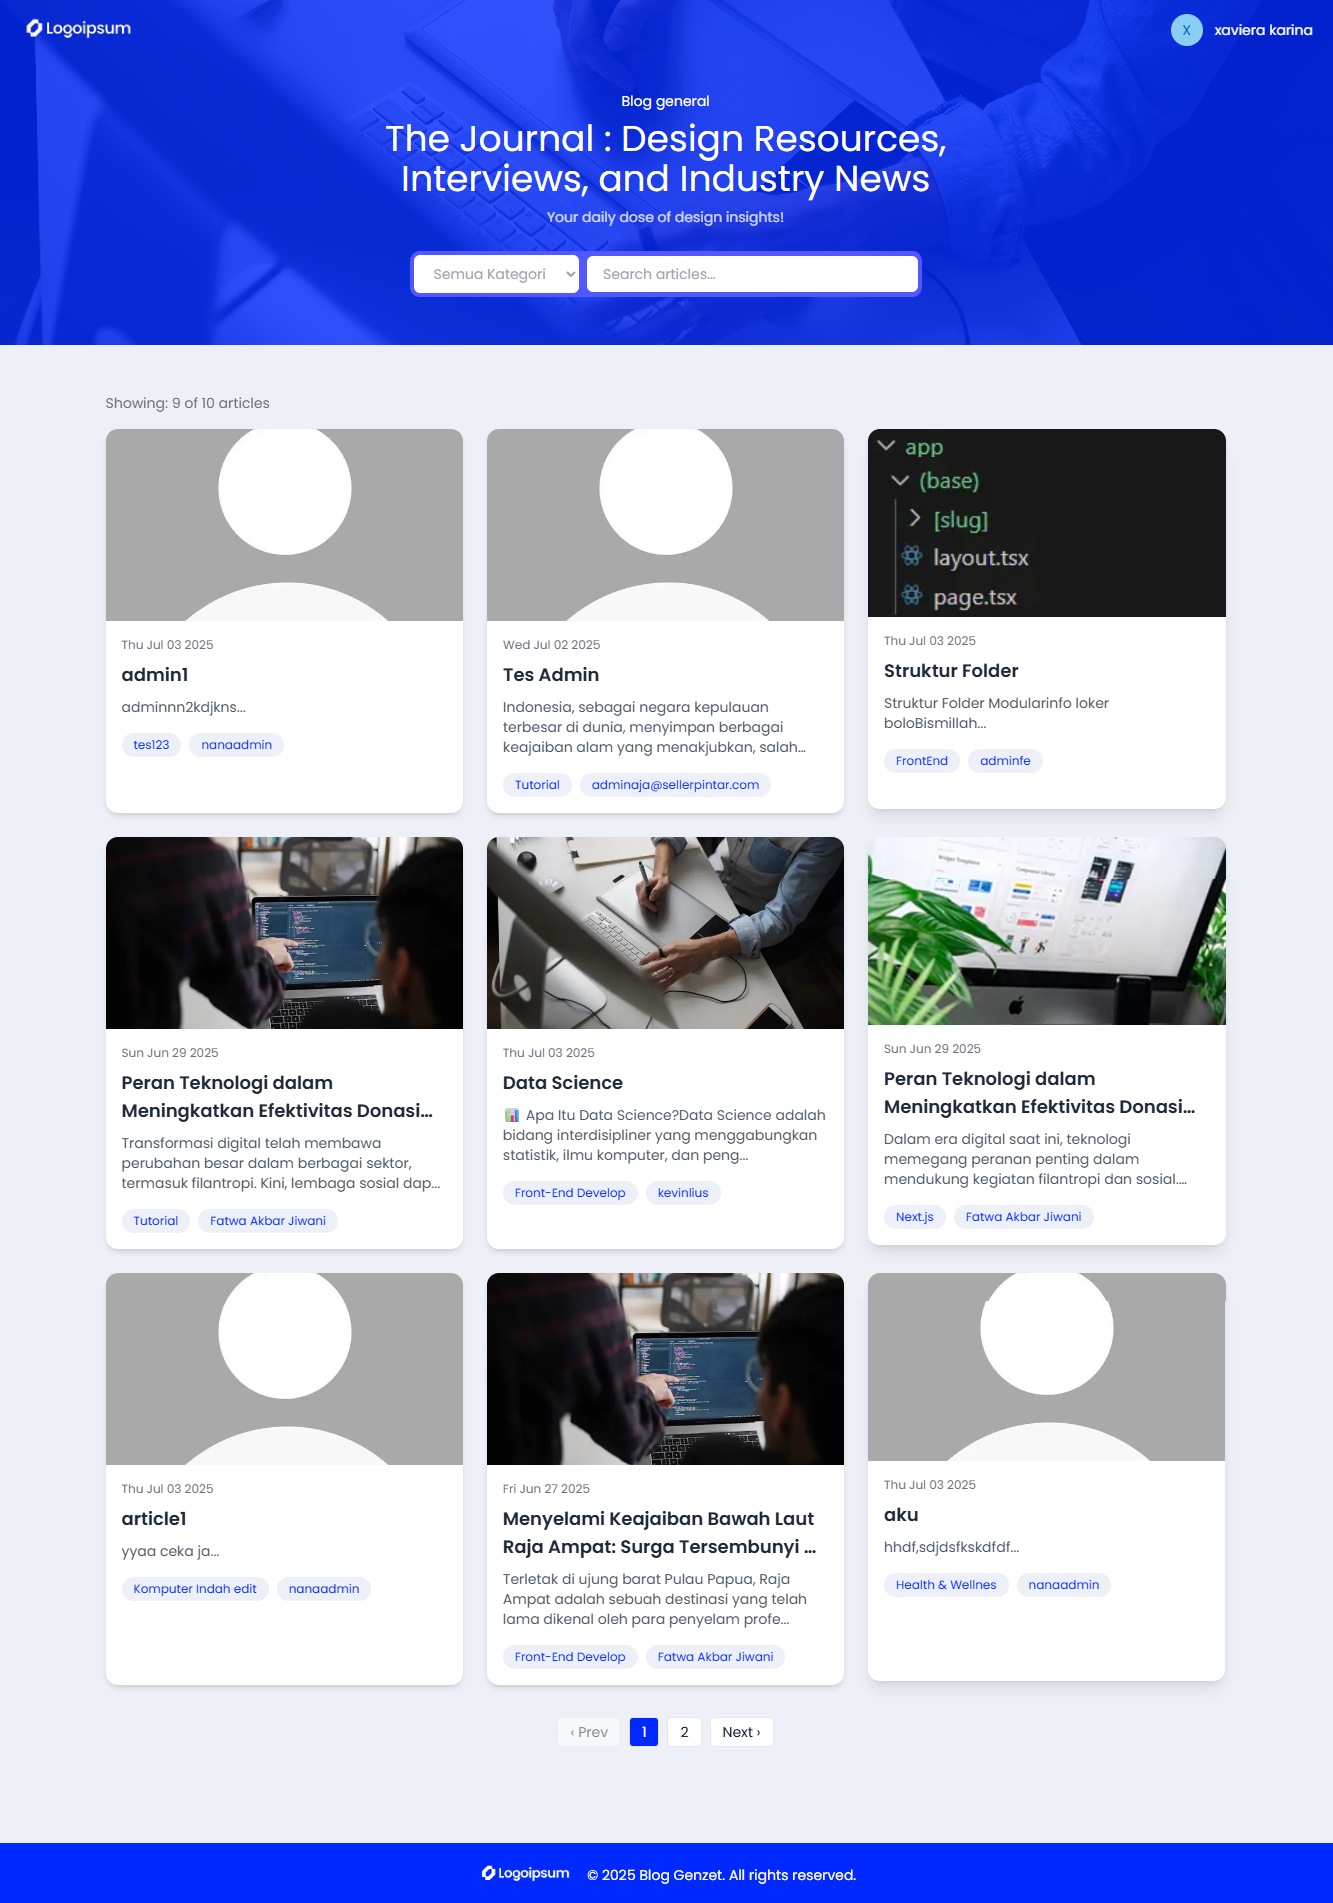 Logoipsum
X xaviera karina
Blog general
The Journal : Design Resources,
Interviews, and Industry News
Your daily dose of design insights!
Semua Kategori
Search articles...
Showing: 9 of 10 articles
Thu Jul 03 2025
admin1
adminnn2kdjkns...
tes123 nanaadmin
Wed Jul 02 2025
Tes Admin
Indonesia, sebagai negara kepulauan
terbesar di dunia, menyimpan berbagai
keajaiban alam yang menakjubkan, salah...
Tutorial adminaja@sellerpintar.com
app
(base)
[slug]
layout.tsx
page.tsx
Thu Jul 03 2025
Struktur Folder
Struktur Folder Modularinfo loker
boloBismillah...
FrontEnd adminfe
Sun Jun 29 2025
Peran Teknologi dalam
Meningkatkan Efektivitas Donasi...
Transformasi digital telah membawa
perubahan besar dalam berbagai sektor,
termasuk filantropi. Kini, lembaga sosial dap...
Tutorial Fatwa Akbar Jiwani
Thu Jul 03 2025
Data Science
📊 Apa Itu Data Science?Data Science adalah
bidang interdisipliner yang menggabungkan
statistik, ilmu komputer, dan peng...
Front-End Develop kevinlius
Sun Jun 29 2025
Peran Teknologi dalam
Meningkatkan Efektivitas Donasi...
Dalam era digital saat ini, teknologi
memegang peranan penting dalam
mendukung kegiatan filantropi dan sosial....
Next.js Fatwa Akbar Jiwani
Thu Jul 03 2025
article1
yyaa ceka ja...
Komputer Indah edit nanaadmin
Fri Jun 27 2025
Menyelami Keajaiban Bawah Laut
Raja Ampat: Surga Tersembunyi ...
Terletak di ujung barat Pulau Papua, Raja
Ampat adalah sebuah destinasi yang telah
lama dikenal oleh para penyelam profe...
Front-End Develop Fatwa Akbar Jiwani
Thu Jul 03 2025
aku
hhdf,sdjdsfkskdfdf...
Health & Wellnes nanaadmin
‹ Prev 1 2 Next ›
Logoipsum © 2025 Blog Genzet. All rights reserved.